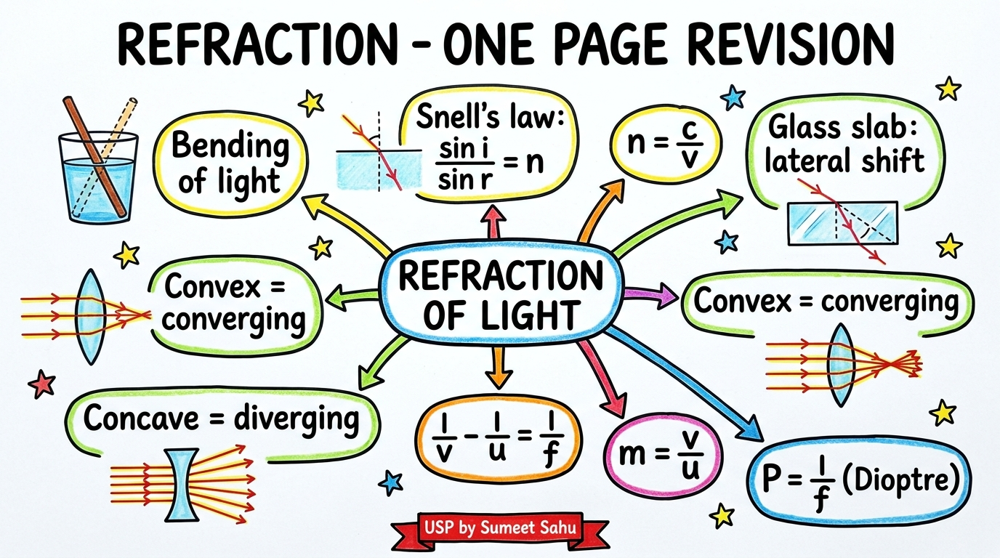 REFRACTION - ONE PAGE REVISION
Bending
of light
Snell's law:
sin i / sin r = n
n = c / v
Glass slab:
lateral shift
REFRACTION
OF LIGHT
Convex =
converging
Convex = converging
Concave = diverging
1/v - 1/u = 1/f
m = v/u
P = 1/f (Dioptre)
USP by Sumeet Sahu